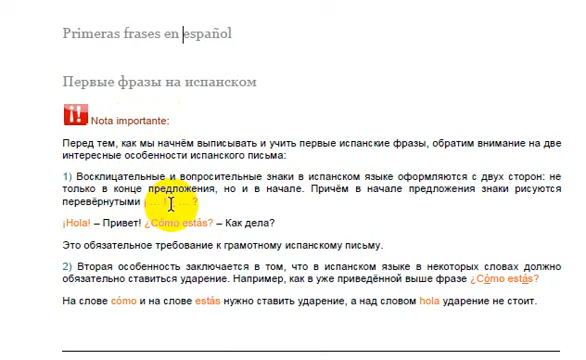 Primeras frases en español
Первые фразы на испанском
Nota importante:
Перед тем, как мы начнём выписывать и учить первые испанские фразы, обратим внимание на две
интересные особенности испанского письма:
1) Восклицательные и вопросительные знаки в испанском языке оформляются с двух сторон: не
только в конце предложения, но и в начале. Причём в начале предложения знаки рисуются
перевёрнутыми ¡ ... ! ... ?
¡Hola! – Привет! ¿Cómo estás? – Как дела?
Это обязательное требование к грамотному испанскому письму.
2) Вторая особенность заключается в том, что в испанском языке в некоторых словах должно
обязательно ставиться ударение. Например, как в уже приведённой выше фразе ¿Cómo estás?
На слове cómo и на слове estás нужно ставить ударение, а над словом hola ударение не стоит.